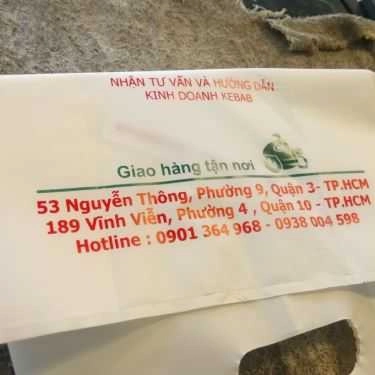 NHẬN TƯ VẤN VÀ HƯỚNG DẪN
KINH DOANH KEBAB
Giao hàng tận nơi
53 Nguyễn Thông, Phường 9, Quận 3- TP.HCM
189 Vĩnh Viễn, Phường 4 , Quận 10 - TP.HCM
Hotline : 0901 364 968 - 0938 004 598